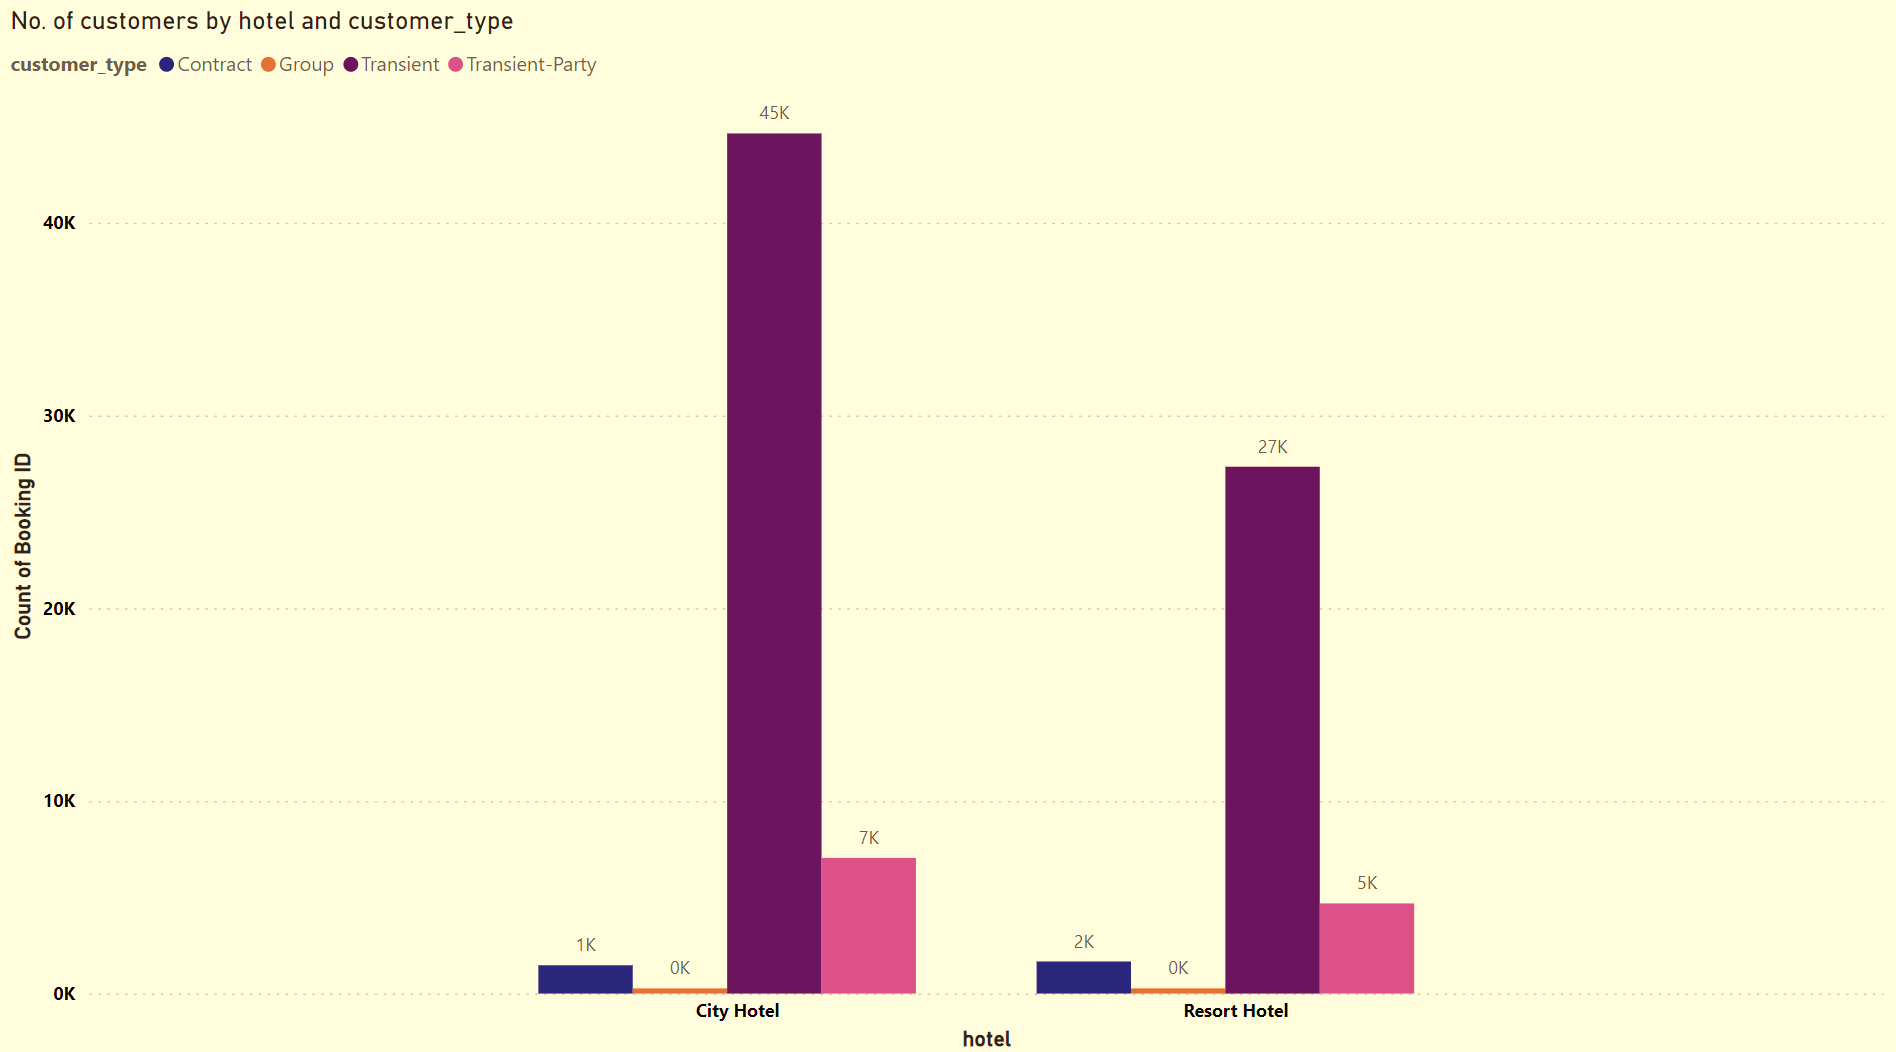 No. of customers by hotel and customer_type
customer_type Contract Group Transient Transient-Party
Count of Booking ID
40K
30K
20K
10K
0K
1K
0K
45K
7K
2K
0K
27K
5K
City Hotel
Resort Hotel
hotel